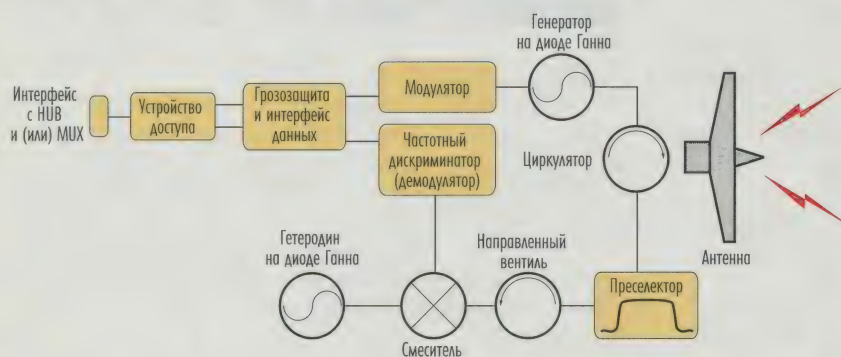 Генератор
на диоде Ганна
Интерфейс
с HUB
и (или) MUX
Устройство
доступа
Грозозащита
и интерфейс
данных
Модулятор
Частотный
дискриминатор
(демодулятор)
Циркулятор
Антенна
Гетеродин
на диоде Ганна
Смеситель
Направленный
вентиль
Преселектор